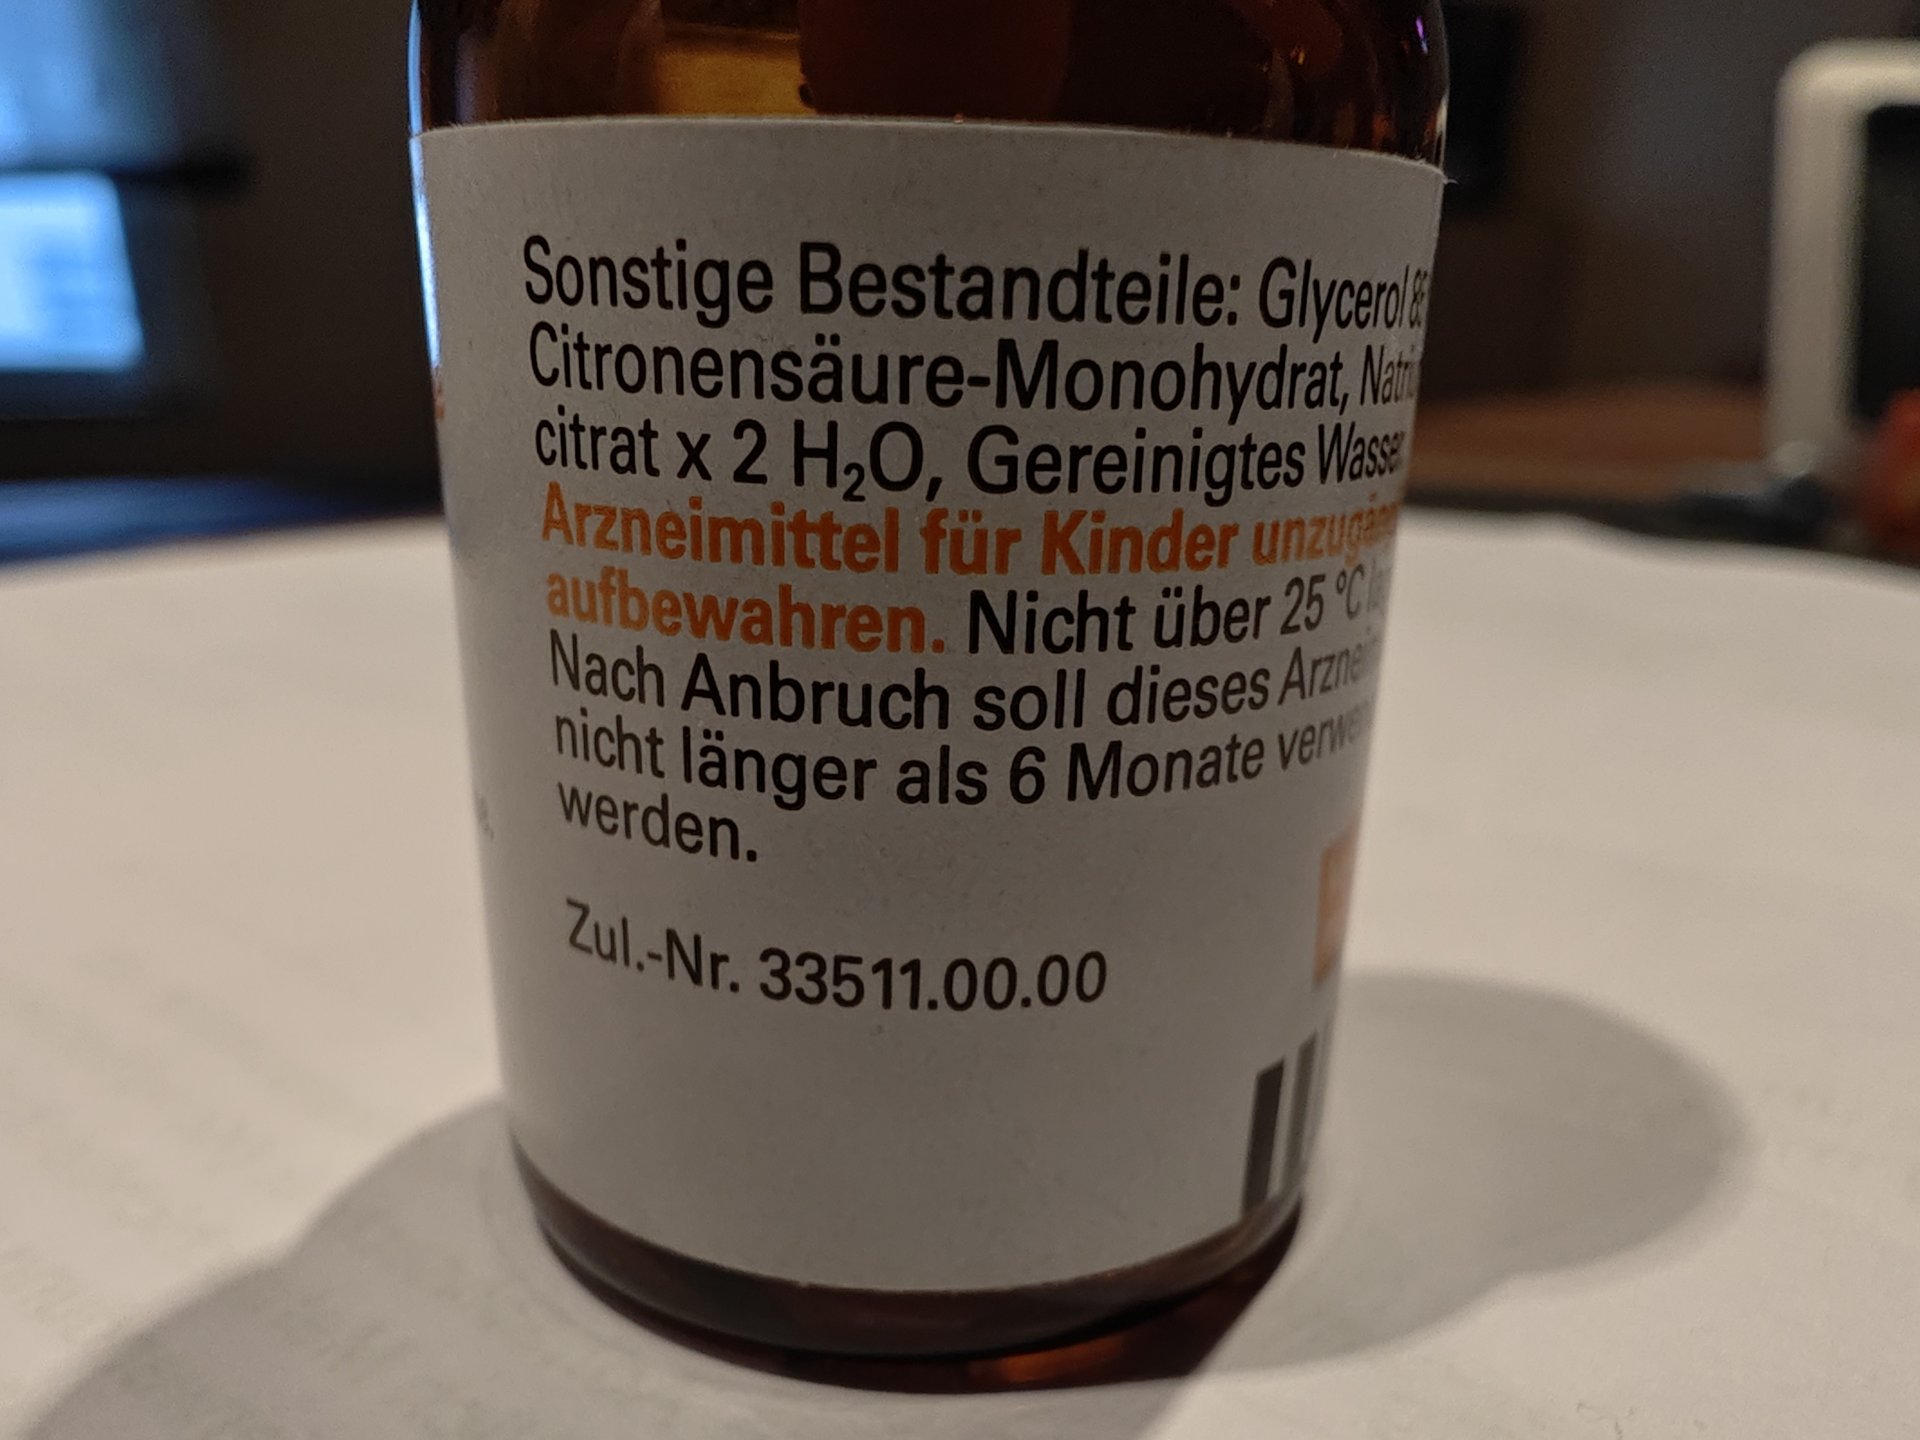 Sonstige Bestandteile: Glycerol 85
Citronensäure-Monohydrat,
citrat x 2 H₂O, Gereinigtes Wasser
Arzneimittel für Kinder
aufbewahren. Nicht über 25 °C
Nach Anbruch soll dieses
nicht länger als 6 Monate
werden.
Zul.-Nr. 33511.00.00